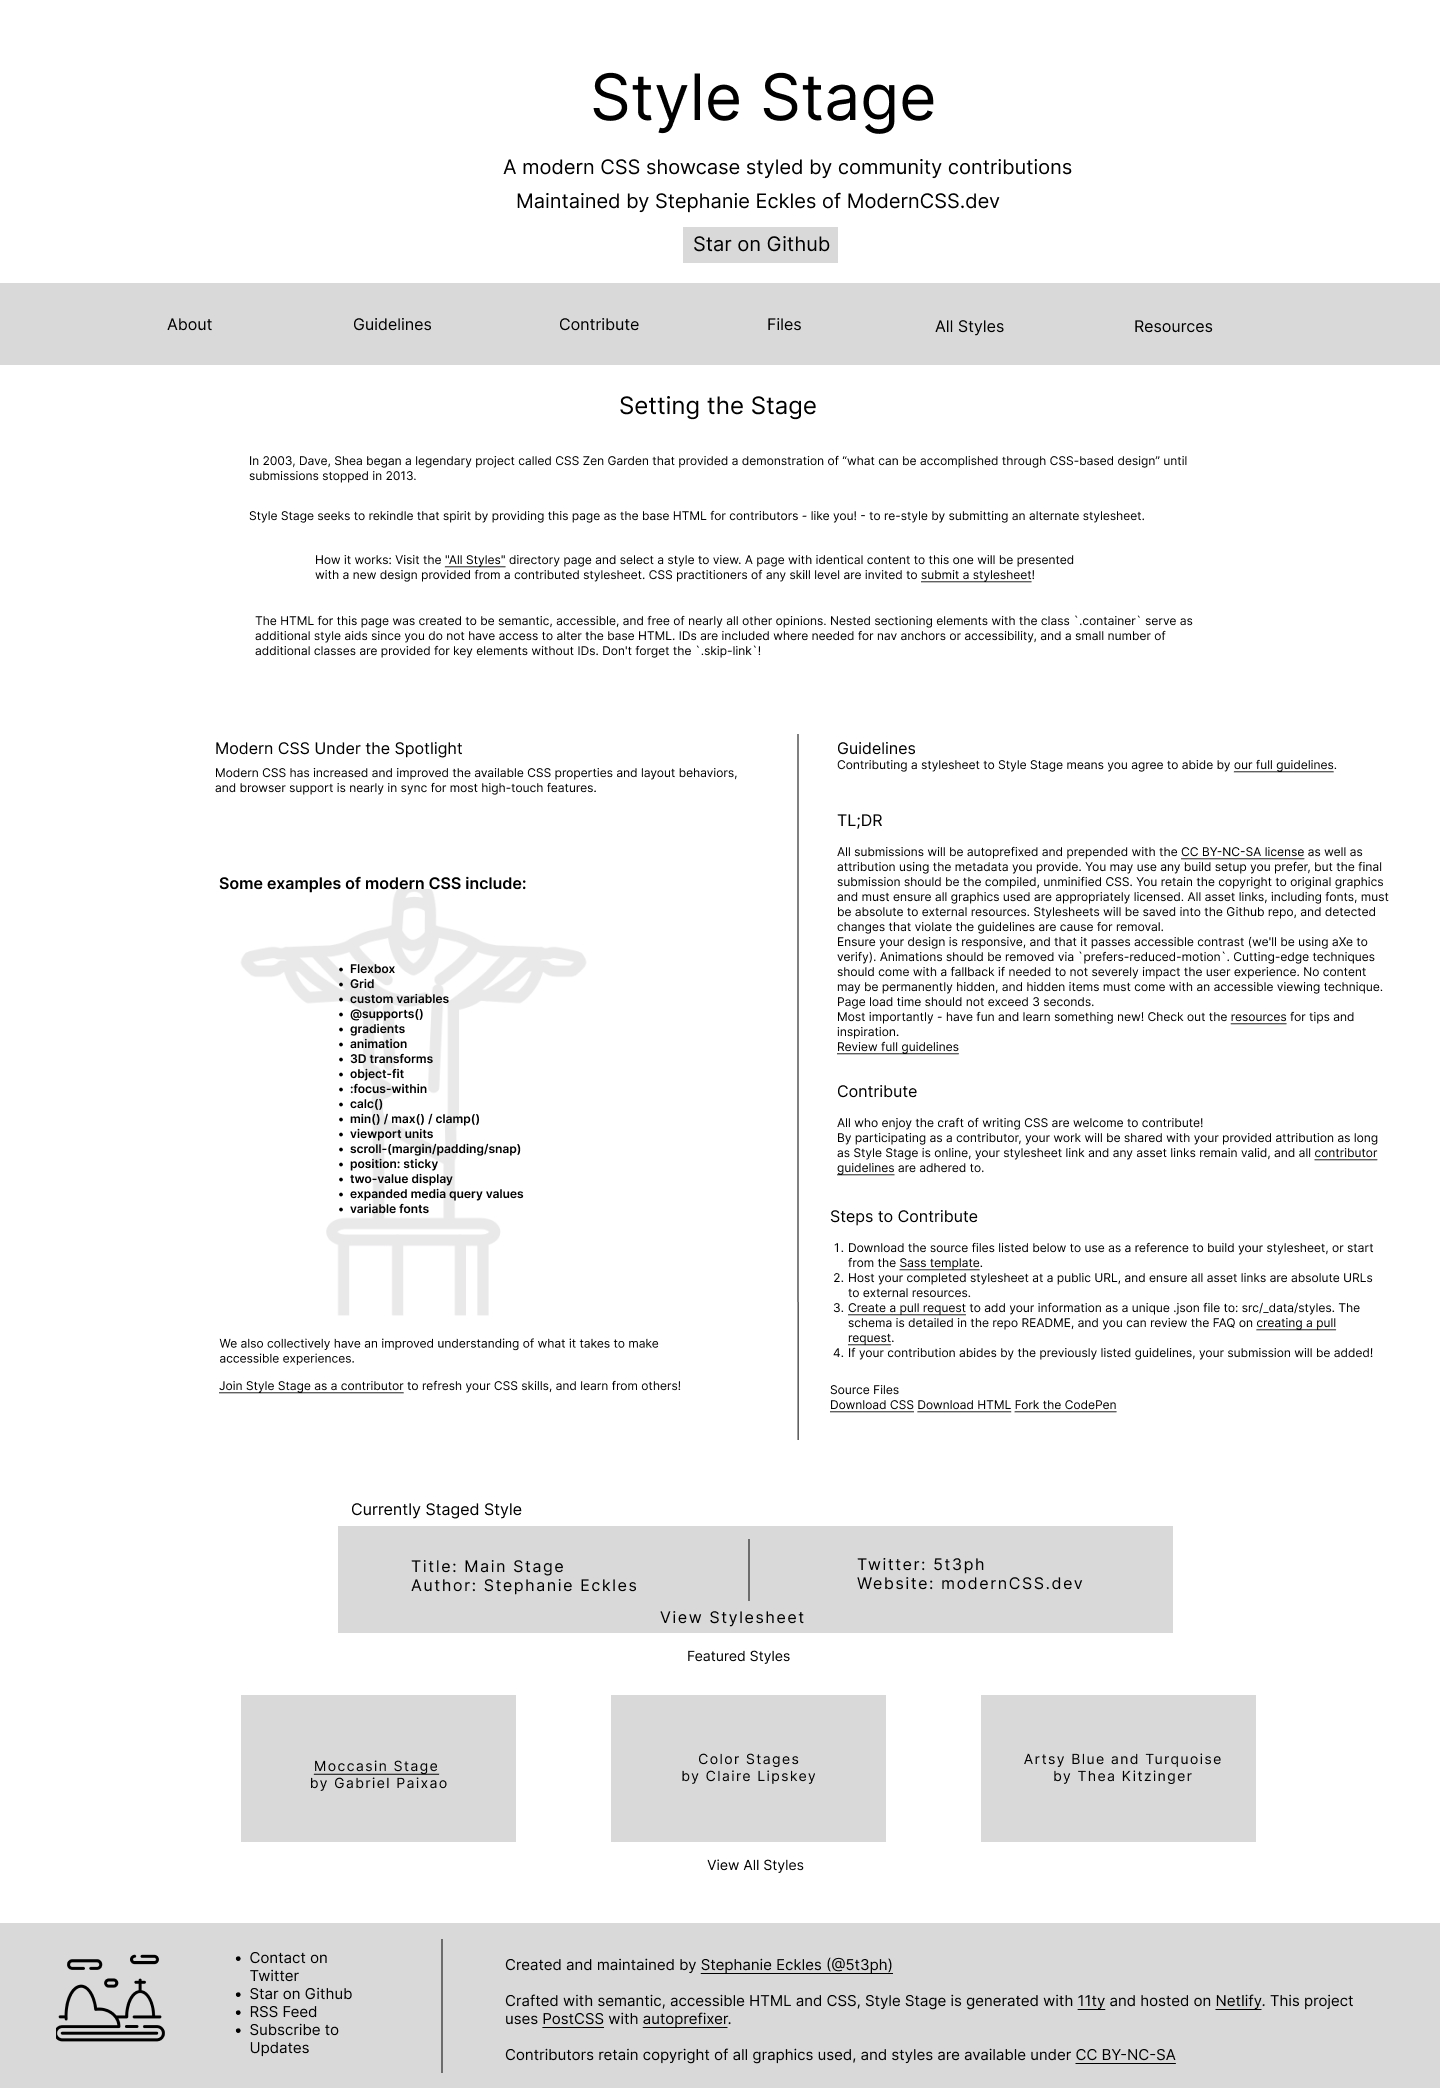 Style Stage
A modern CSS showcase styled by community contributions
Maintained by Stephanie Eckles of ModernCSS.dev
Star on Github
About
Guidelines
Contribute
Files
All Styles
Resources
Setting the Stage
In 2003, Dave, Shea began a legendary project called CSS Zen Garden that provided a demonstration of “what can be accomplished through CSS-based design” until
submissions stopped in 2013.
Style Stage seeks to rekindle that spirit by providing this page as the base HTML for contributors - like you! - to re-style by submitting an alternate stylesheet.
How it works: Visit the "All Styles" directory page and select a style to view. A page with identical content to this one will be presented
with a new design provided from a contributed stylesheet. CSS practitioners of any skill level are invited to submit a stylesheet!
The HTML for this page was created to be semantic, accessible, and free of nearly all other opinions. Nested sectioning elements with the class `.container` serve as
additional style aids since you do not have access to alter the base HTML. IDs are included where needed for nav anchors or accessibility, and a small number of
additional classes are provided for key elements without IDs. Don't forget the `.skip-link`!
Modern CSS Under the Spotlight
Modern CSS has increased and improved the available CSS properties and layout behaviors,
and browser support is nearly in sync for most high-touch features.
Some examples of modern CSS include:
• Flexbox
• Grid
• custom variables
• @supports()
• gradients
• animation
• 3D transforms
• object-fit
• :focus-within
• calc()
• min() / max() / clamp()
• viewport units
• scroll-(margin/padding/snap)
• position: sticky
• two-value display
• expanded media query values
• variable fonts
We also collectively have an improved understanding of what it takes to make
accessible experiences.
Join Style Stage as a contributor to refresh your CSS skills, and learn from others!
Guidelines
Contributing a stylesheet to Style Stage means you agree to abide by our full guidelines.
TL;DR
All submissions will be autoprefixed and prepended with the CC BY-NC-SA license as well as
attribution using the metadata you provide. You may use any build setup you prefer, but the final
submission should be the compiled, unminified CSS. You retain the copyright to original graphics
and must ensure all graphics used are appropriately licensed. All asset links, including fonts, must
be absolute to external resources. Stylesheets will be saved into the Github repo, and detected
changes that violate the guidelines are cause for removal.
Ensure your design is responsive, and that it passes accessible contrast (we'll be using aXe to
verify). Animations should be removed via `prefers-reduced-motion`. Cutting-edge techniques
should come with a fallback if needed to not severely impact the user experience. No content
may be permanently hidden, and hidden items must come with an accessible viewing technique.
Page load time should not exceed 3 seconds.
Most importantly - have fun and learn something new! Check out the resources for tips and
inspiration.
Review full guidelines
Contribute
All who enjoy the craft of writing CSS are welcome to contribute!
By participating as a contributor, your work will be shared with your provided attribution as long
as Style Stage is online, your stylesheet link and any asset links remain valid, and all contributor
guidelines are adhered to.
Steps to Contribute
1. Download the source files listed below to use as a reference to build your stylesheet, or start
from the Sass template.
2. Host your completed stylesheet at a public URL, and ensure all asset links are absolute URLs
to external resources.
3. Create a pull request to add your information as a unique .json file to: src/_data/styles. The
schema is detailed in the repo README, and you can review the FAQ on creating a pull
request.
4. If your contribution abides by the previously listed guidelines, your submission will be added!
Source Files
Download CSS Download HTML Fork the CodePen
Currently Staged Style
Title: Main Stage
Author: Stephanie Eckles
Twitter: 5t3ph
Website: modernCSS.dev
View Stylesheet
Featured Styles
Moccasin Stage
by Gabriel Paixao
Color Stages
by Claire Lipskey
Artsy Blue and Turquoise
by Thea Kitzinger
View All Styles
• Contact on
Twitter
• Star on Github
• RSS Feed
• Subscribe to
Updates
Created and maintained by Stephanie Eckles (@5t3ph)
Crafted with semantic, accessible HTML and CSS, Style Stage is generated with 11ty and hosted on Netlify. This project
uses PostCSS with autoprefixer.
Contributors retain copyright of all graphics used, and styles are available under CC BY-NC-SA